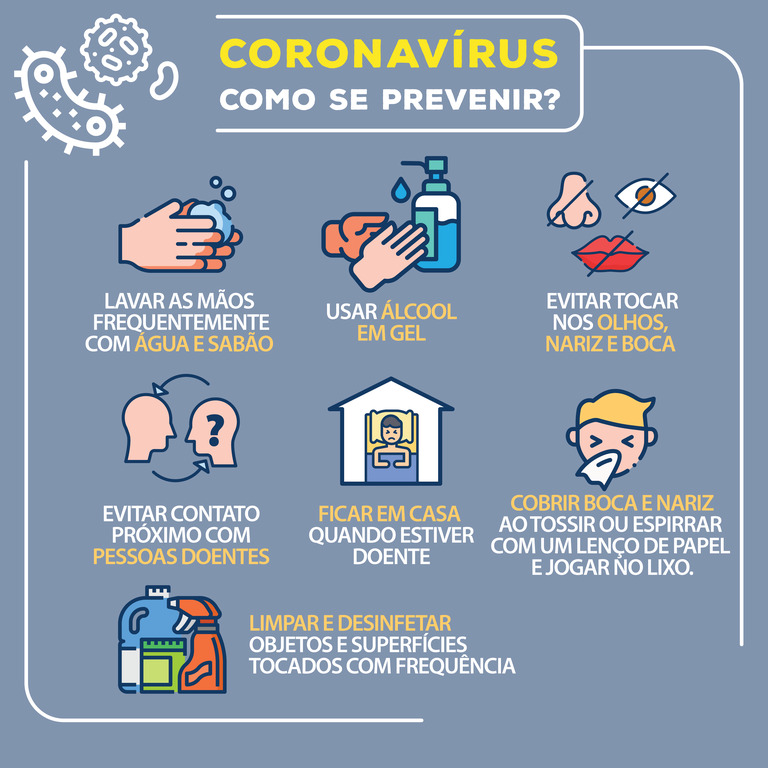 CORONAVÍRUS
COMO SE PREVENIR?
LAVAR AS MÃOS
FREQUENTEMENTE
COM ÁGUA E SABÃO
USAR ÁLCOOL
EM GEL
EVITAR TOCAR
NOS OLHOS,
NARIZ E BOCA
?
EVITAR CONTATO
PRÓXIMO COM
PESSOAS DOENTES
FICAR EM CASA
QUANDO ESTIVER
DOENTE
COBRIR BOCA E NARIZ
AO TOSSIR OU ESPIRRAR
COM UM LENÇO DE PAPEL
E JOGAR NO LIXO.
LIMPAR E DESINFETAR
OBJETOS E SUPERFÍCIES
TOCADOS COM FREQUÊNCIA